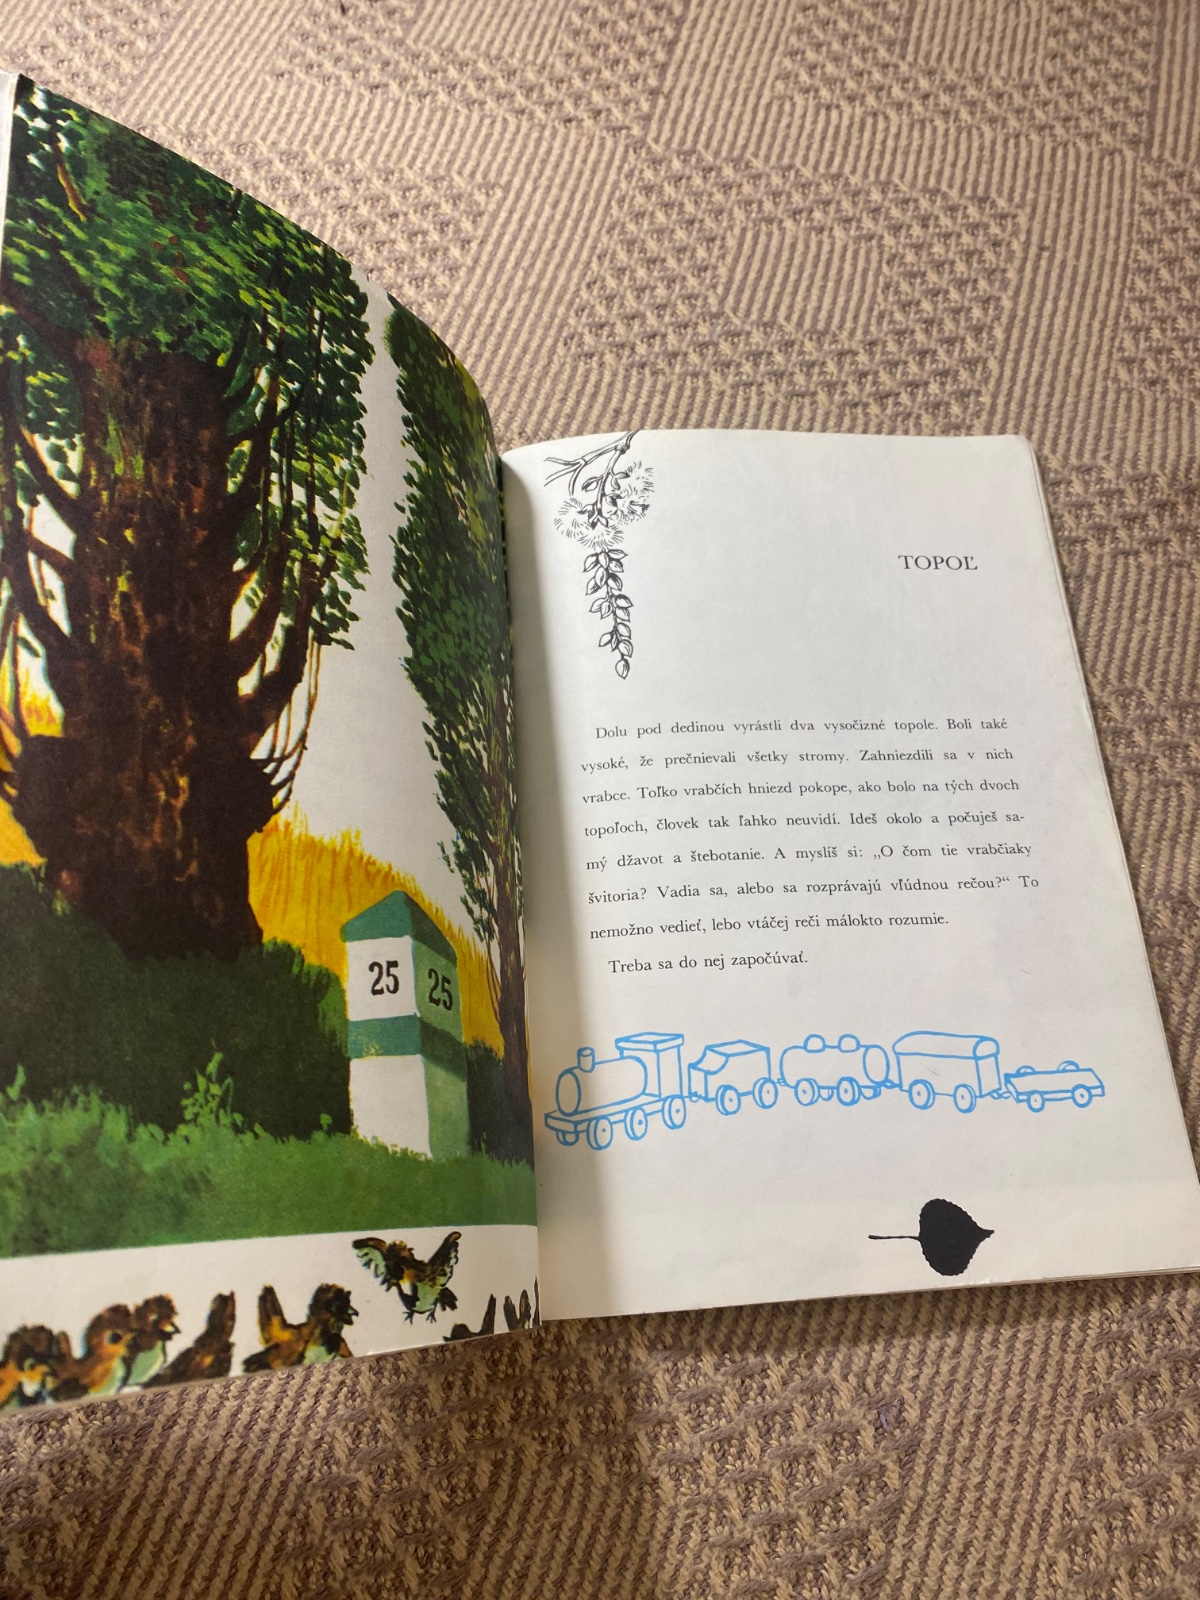 25
25
TOPOĽ
Dolu pod dedinou vyrástli dva vysočizné topole. Boli také
vysoké, že prečnievali všetky stromy. Zahniezdili sa v nich
vrabce. Toľko vrabčích hniezd pokope, ako bolo na tých dvoch
topoľoch, človek tak ľahko neuvidí. Ideš okolo a počuješ sa-
mý džavot a štebotanie. A myslíš si: „O čom tie vrabčiaky
švitoria? Vadia sa, alebo sa rozprávajú vľúdnou rečou?“ To
nemožno vedieť, lebo vtáčej reči málokto rozumie.
Treba sa do nej započúvať.